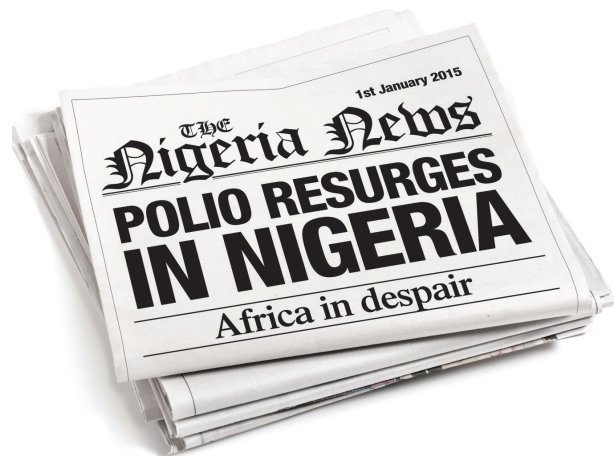 1st January 2015
THE
Nigeria News
POLIO RESURGES
IN NIGERIA
Africa in despair